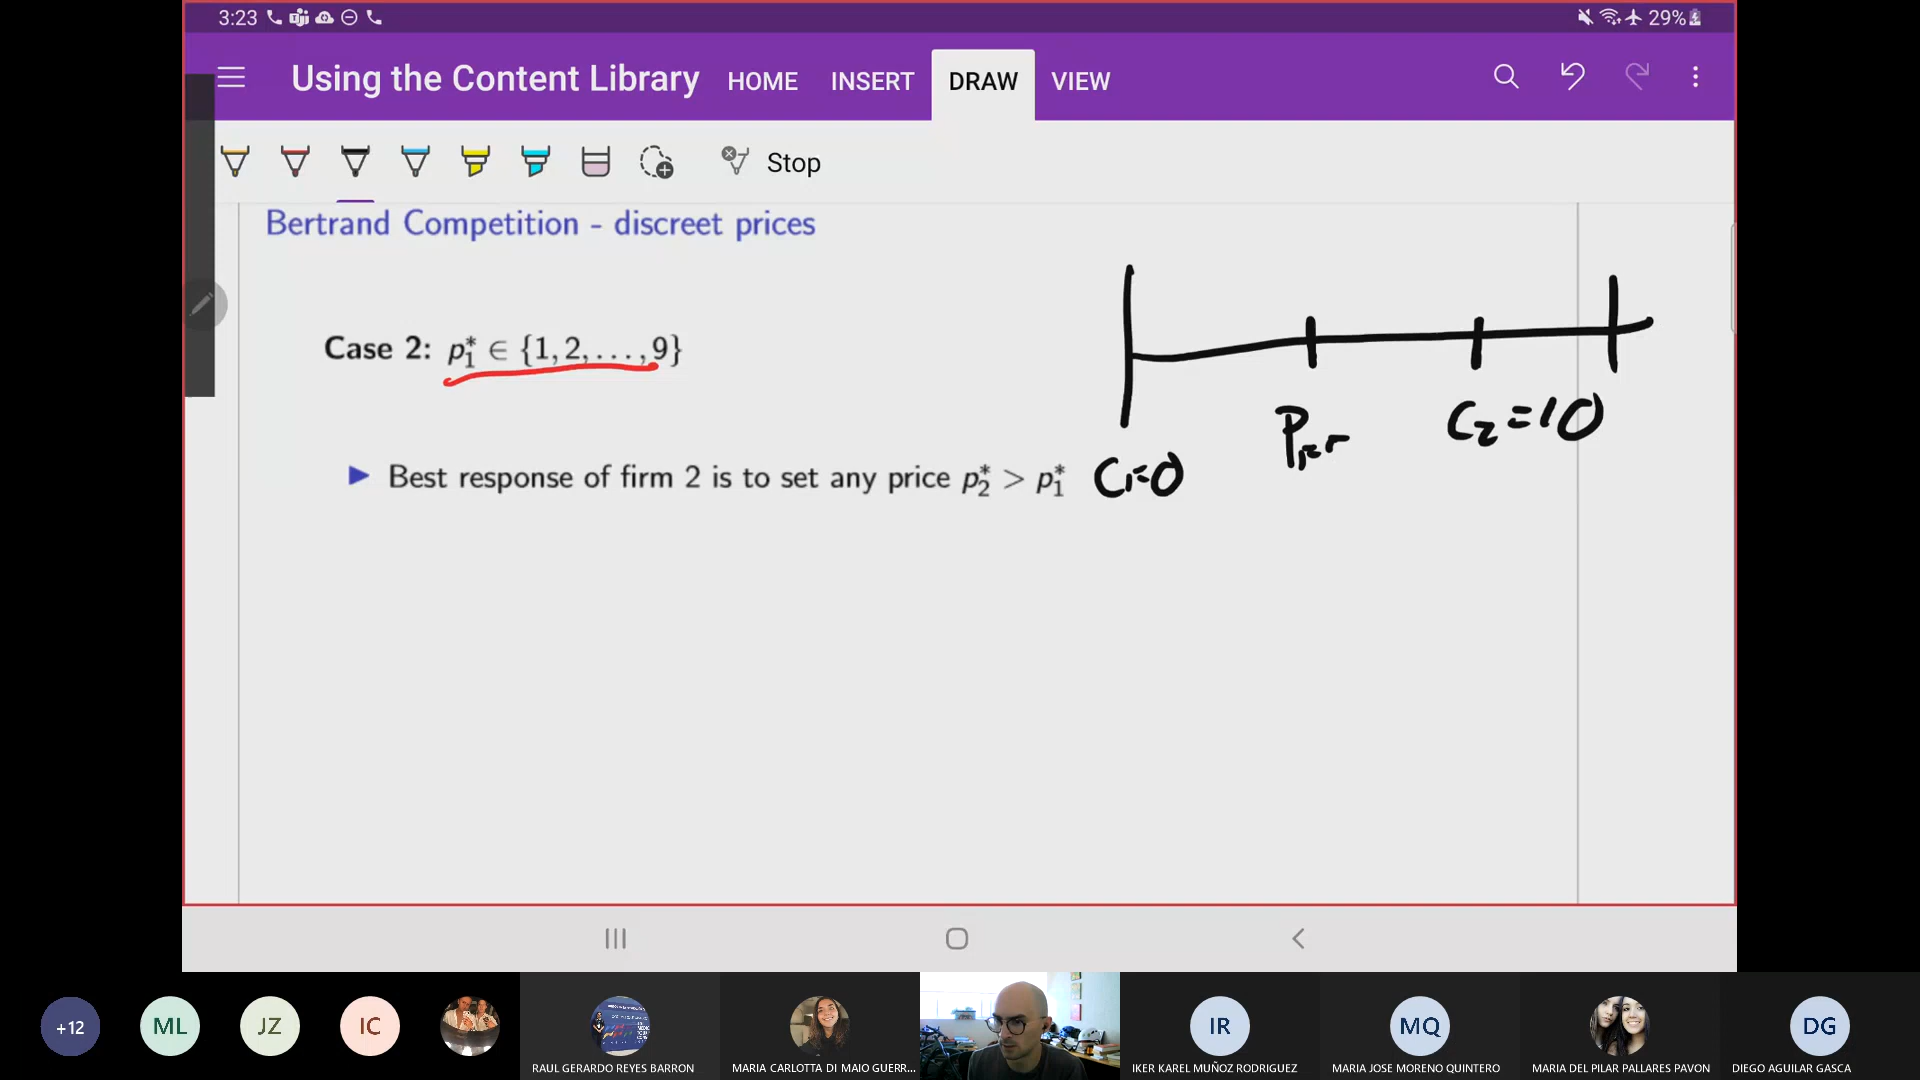 3:23 29%
Using the Content Library HOME INSERT DRAW VIEW
Stop
Bertrand Competition - discreet prices
Case 2: p₁* ∈ {1, 2, . . . , 9}
C₂=10
Best response of firm 2 is to set any price p₂* > p₁*
C₁=0
+12 ML JZ IC IR MQ DG
RAUL GERARDO REYES BARRON
MARIA CARLOTTA DI MAIO GUERR...
IKER KAREL MUÑOZ RODRIGUEZ
MARIA JOSE MORENO QUINTERO
MARIA DEL PILAR PALLARES PAVON
DIEGO AGUILAR GASCA